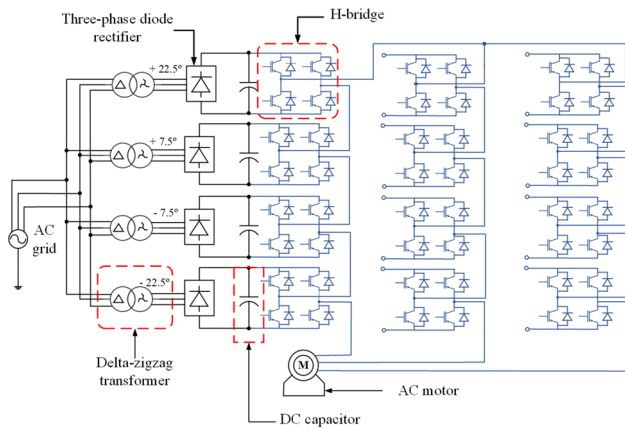 Three-phase diode
rectifier
H-bridge
+ 22.5º
+ 7.5º
- 7.5º
AC
grid
- 22.5º
Delta-zigzag
transformer
M
AC motor
DC capacitor